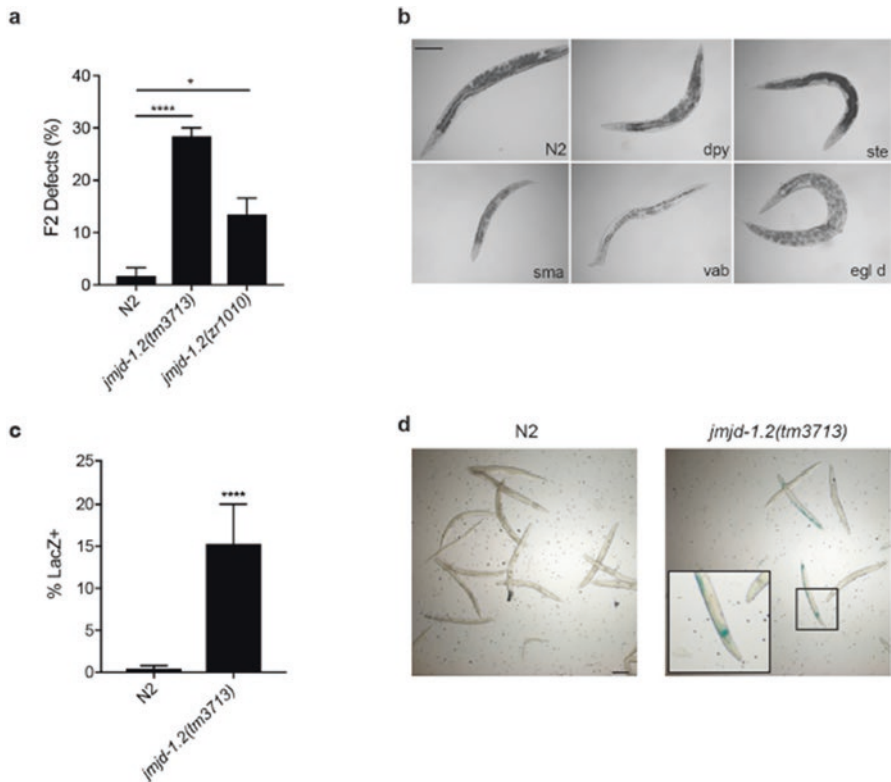 a
F2 Defects (%)
40
30
20
10
0
*
****
N2
jmjd-1.2(tm3713)
jmjd-1.2(zr1010)
b
N2
dpy
ste
sma
vab
egl d
c
% LacZ+
25
20
15
10
5
0
****
N2
jmjd-1.2(tm3713)
d
N2
jmjd-1.2(tm3713)